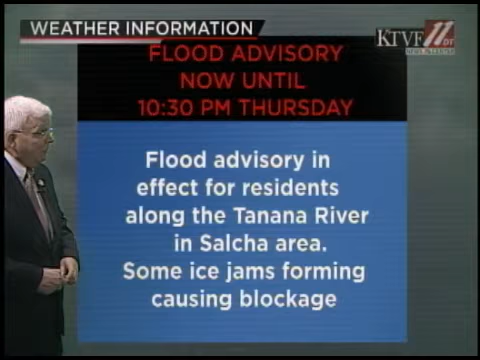 WEATHER INFORMATION
KTVF 11 DT
FLOOD ADVISORY
NOW UNTIL
10:30 PM THURSDAY
Flood advisory in
effect for residents
along the Tanana River
in Salcha area.
Some ice jams forming
causing blockage